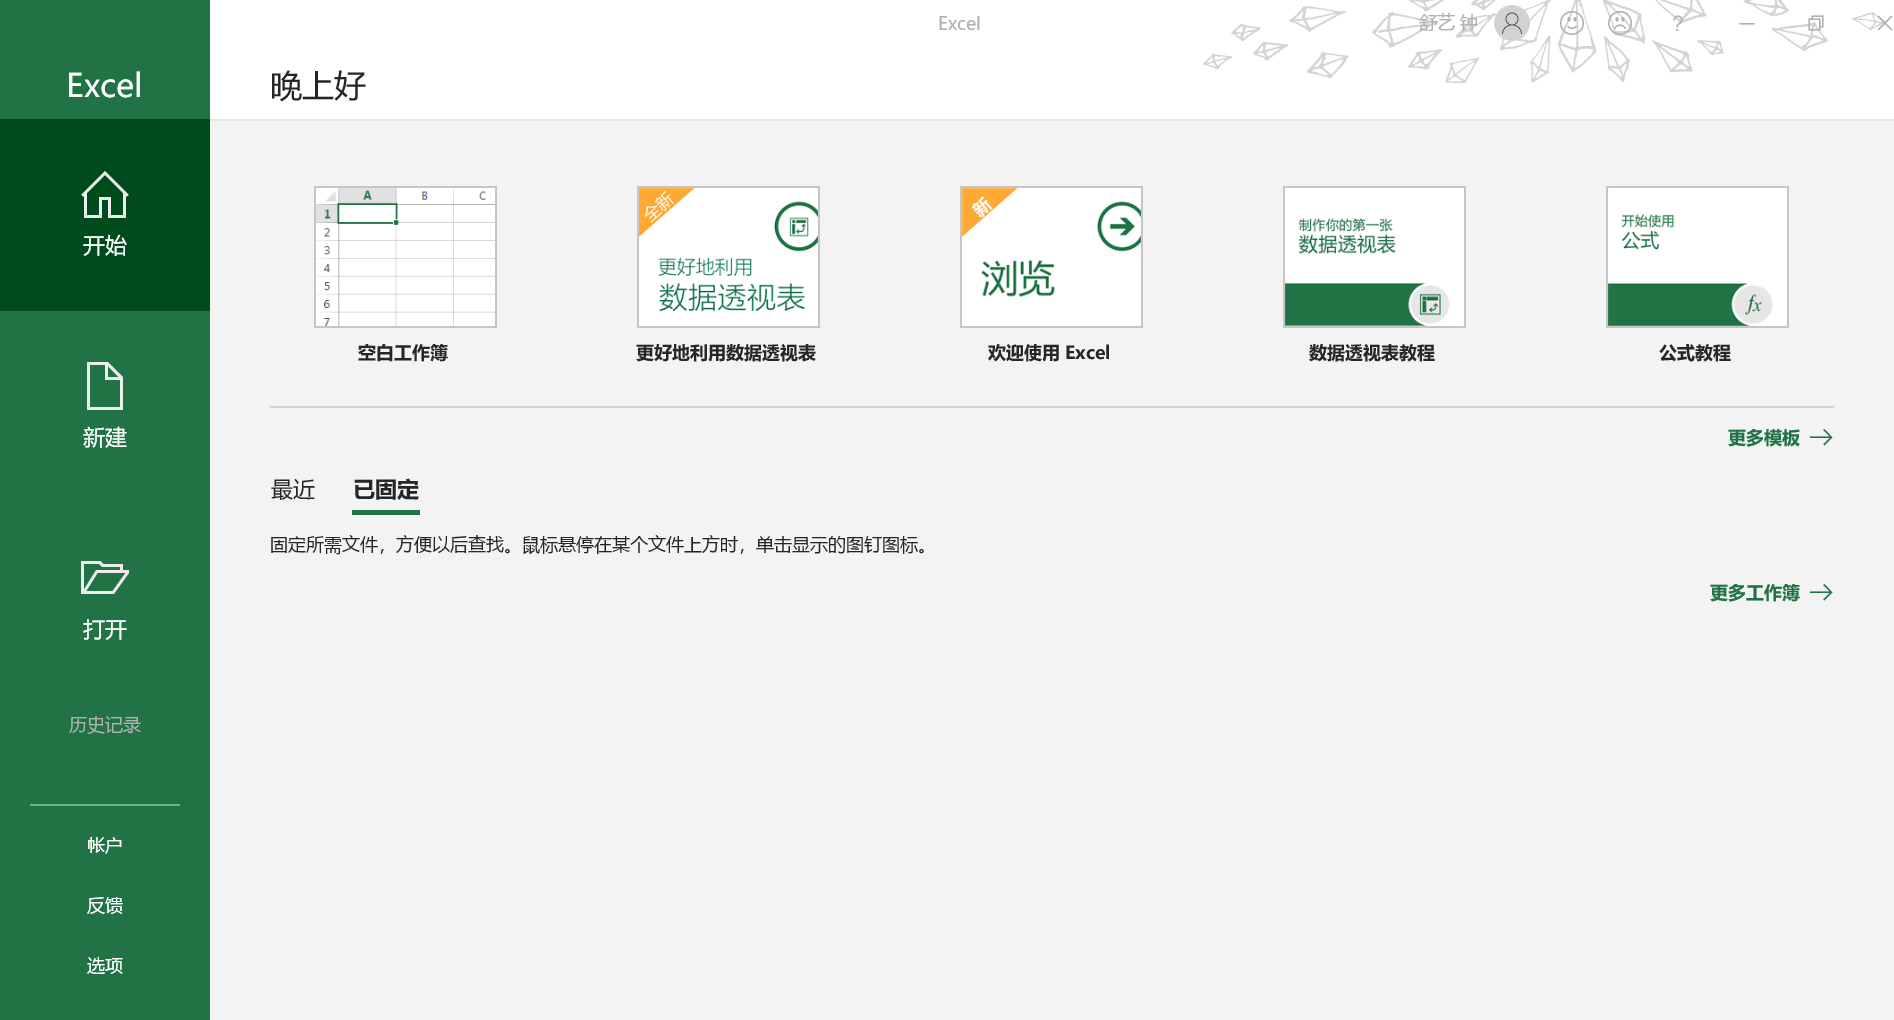 Excel
舒艺 钟
?
Excel
晚上好
开始
新建
打开
历史记录
帐户
反馈
选项
A B C
1
2
3
4
5
6
7
空白工作簿
全新
更好地利用
数据透视表
更好地利用数据透视表
新
浏览
欢迎使用 Excel
制作你的第一张
数据透视表
数据透视表教程
开始使用
公式
fx
公式教程
更多模板
最近 已固定
固定所需文件，方便以后查找。鼠标悬停在某个文件上方时，单击显示的图钉图标。
更多工作簿